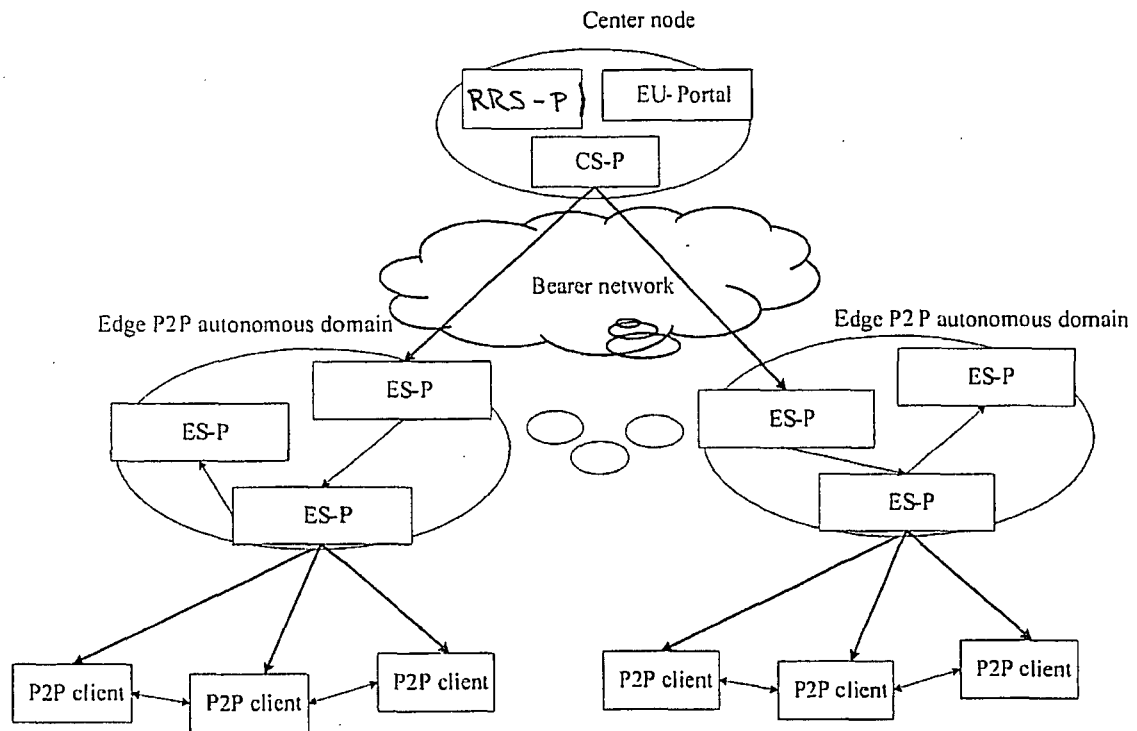 Center node
RRS-P
EU-Portal
CS-P
Bearer network
Edge P2P autonomous domain
Edge P2P autonomous domain
ES-P
ES-P
ES-P
ES-P
ES-P
ES-P
P2P client
P2P client
P2P client
P2P client
P2P client
P2P client